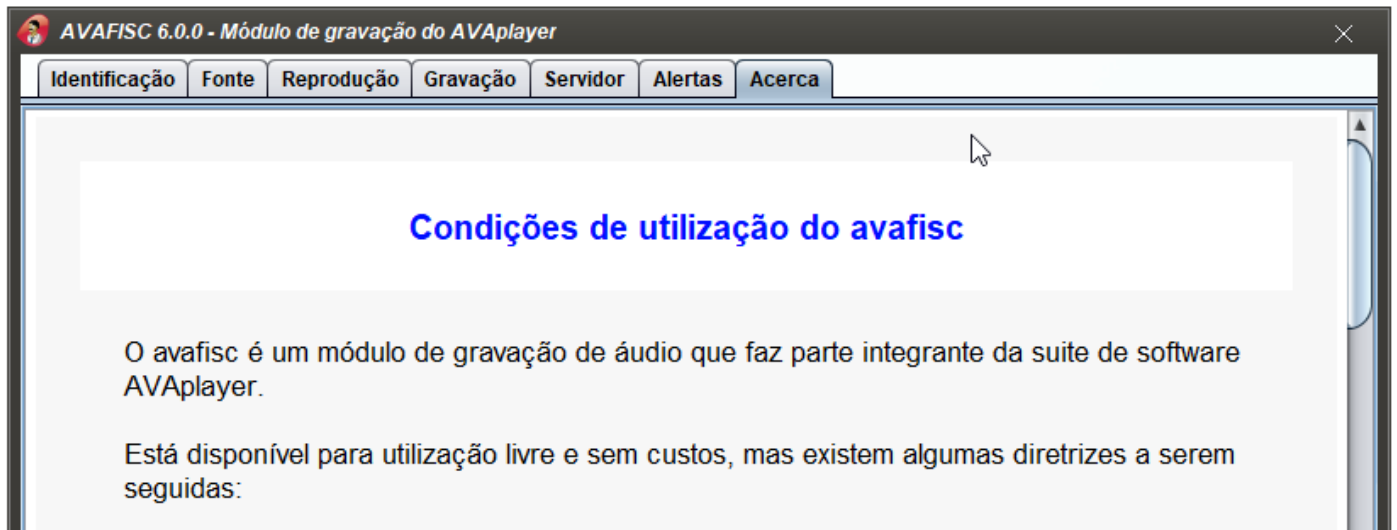 AVAFISC 6.0.0 - Módulo de gravação do AVAplayer
Identificação Fonte Reprodução Gravação Servidor Alertas Acerca
Condições de utilização do avafisc
O avafisc é um módulo de gravação de áudio que faz parte integrante da suite de software
AVAplayer.
Está disponível para utilização livre e sem custos, mas existem algumas diretrizes a serem
seguidas: